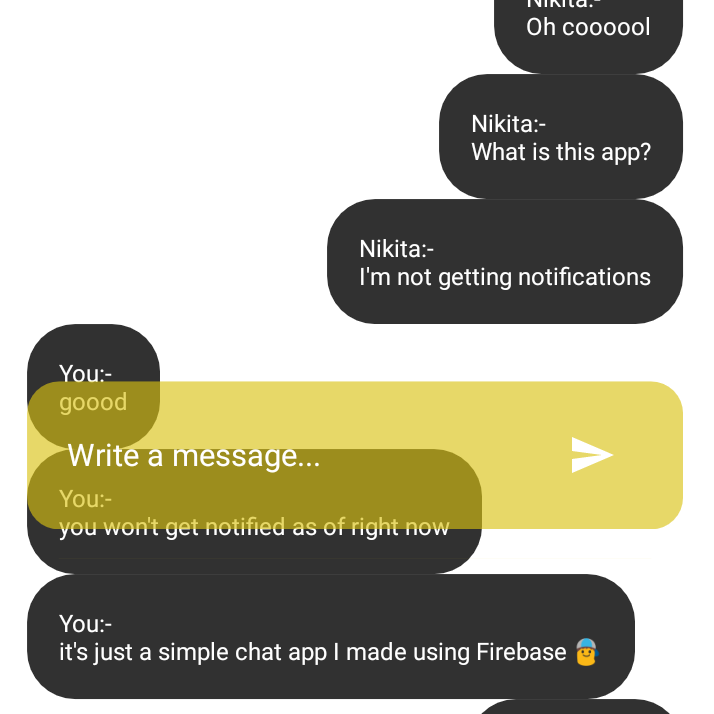 Nikita:-
Oh coooool
Nikita:-
What is this app?
Nikita:-
I'm not getting notifications
You:-
goood
Write a message...
You:-
you won't get notified as of right now
You:-
it's just a simple chat app I made using Firebase 👷